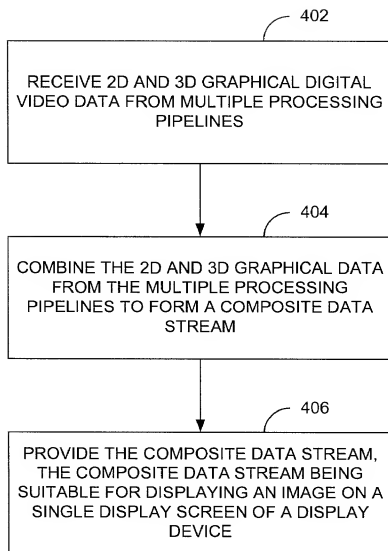 402
RECEIVE 2D AND 3D GRAPHICAL DIGITAL
VIDEO DATA FROM MULTIPLE PROCESSING
PIPELINES
404
COMBINE THE 2D AND 3D GRAPHICAL DATA
FROM THE MULTIPLE PROCESSING
PIPELINES TO FORM A COMPOSITE DATA
STREAM
406
PROVIDE THE COMPOSITE DATA STREAM,
THE COMPOSITE DATA STREAM BEING
SUITABLE FOR DISPLAYING AN IMAGE ON A
SINGLE DISPLAY SCREEN OF A DISPLAY
DEVICE